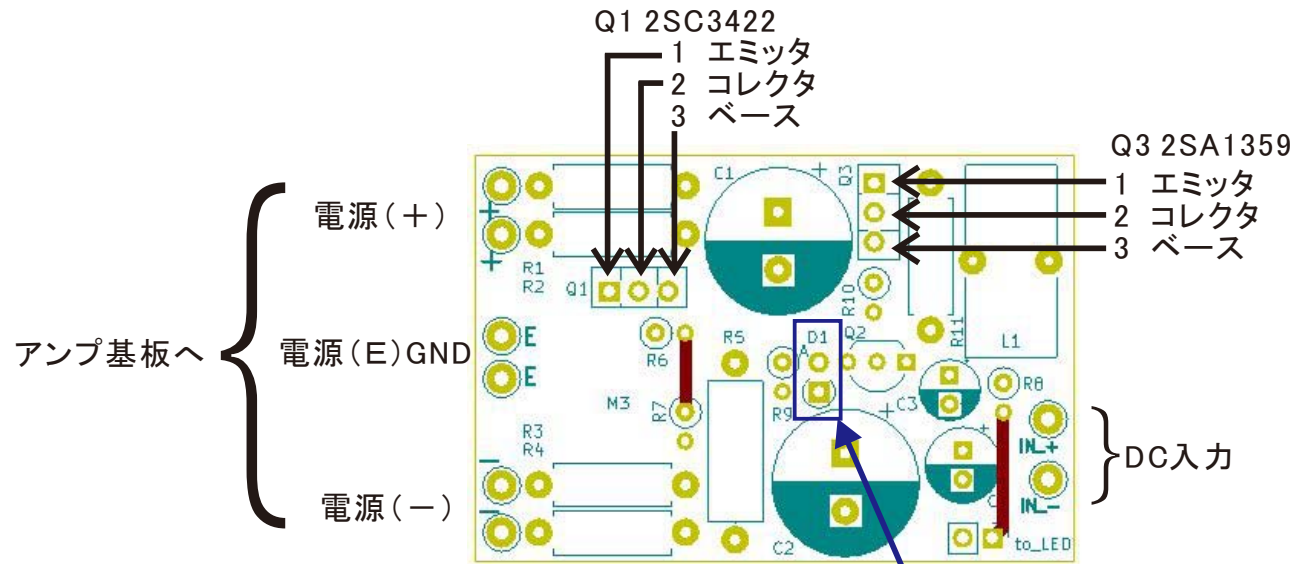 Q1 2SC3422
1 エミッタ
2 コレクタ
3 ベース
Q3 2SA1359
1 エミッタ
2 コレクタ
3 ベース
アンプ基板へ
電源(+)
電源(E)GND
電源(-)
DC入力
+
+
R1
R2
Q1
C1
+
Q3
R10
R11
L1
E
E
R6
R5
D1
A
Q2
M3
R7
R9
C3
+
R8
R3
R4
-
-
+
C2
+
IN_+
IN_-
to_LED